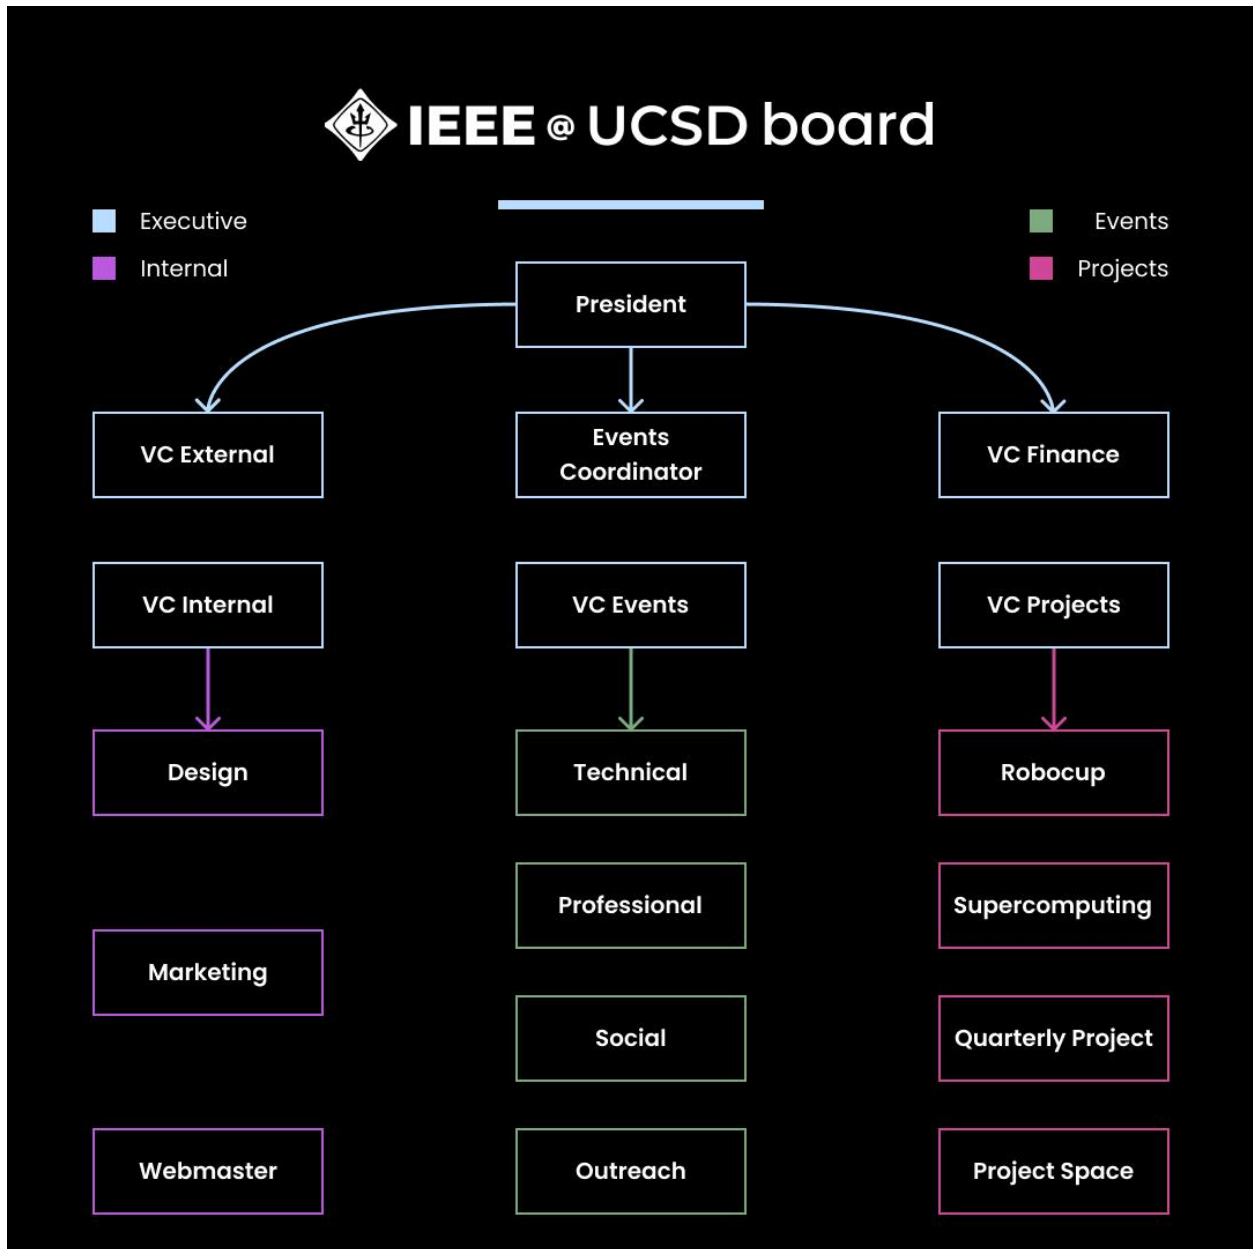 IEEE @ UCSD board
Executive
Internal
Events
Projects
President
VC External
Events
Coordinator
VC Finance
VC Internal
VC Events
VC Projects
Design
Technical
Robocup
Professional
Supercomputing
Marketing
Social
Quarterly Project
Webmaster
Outreach
Project Space